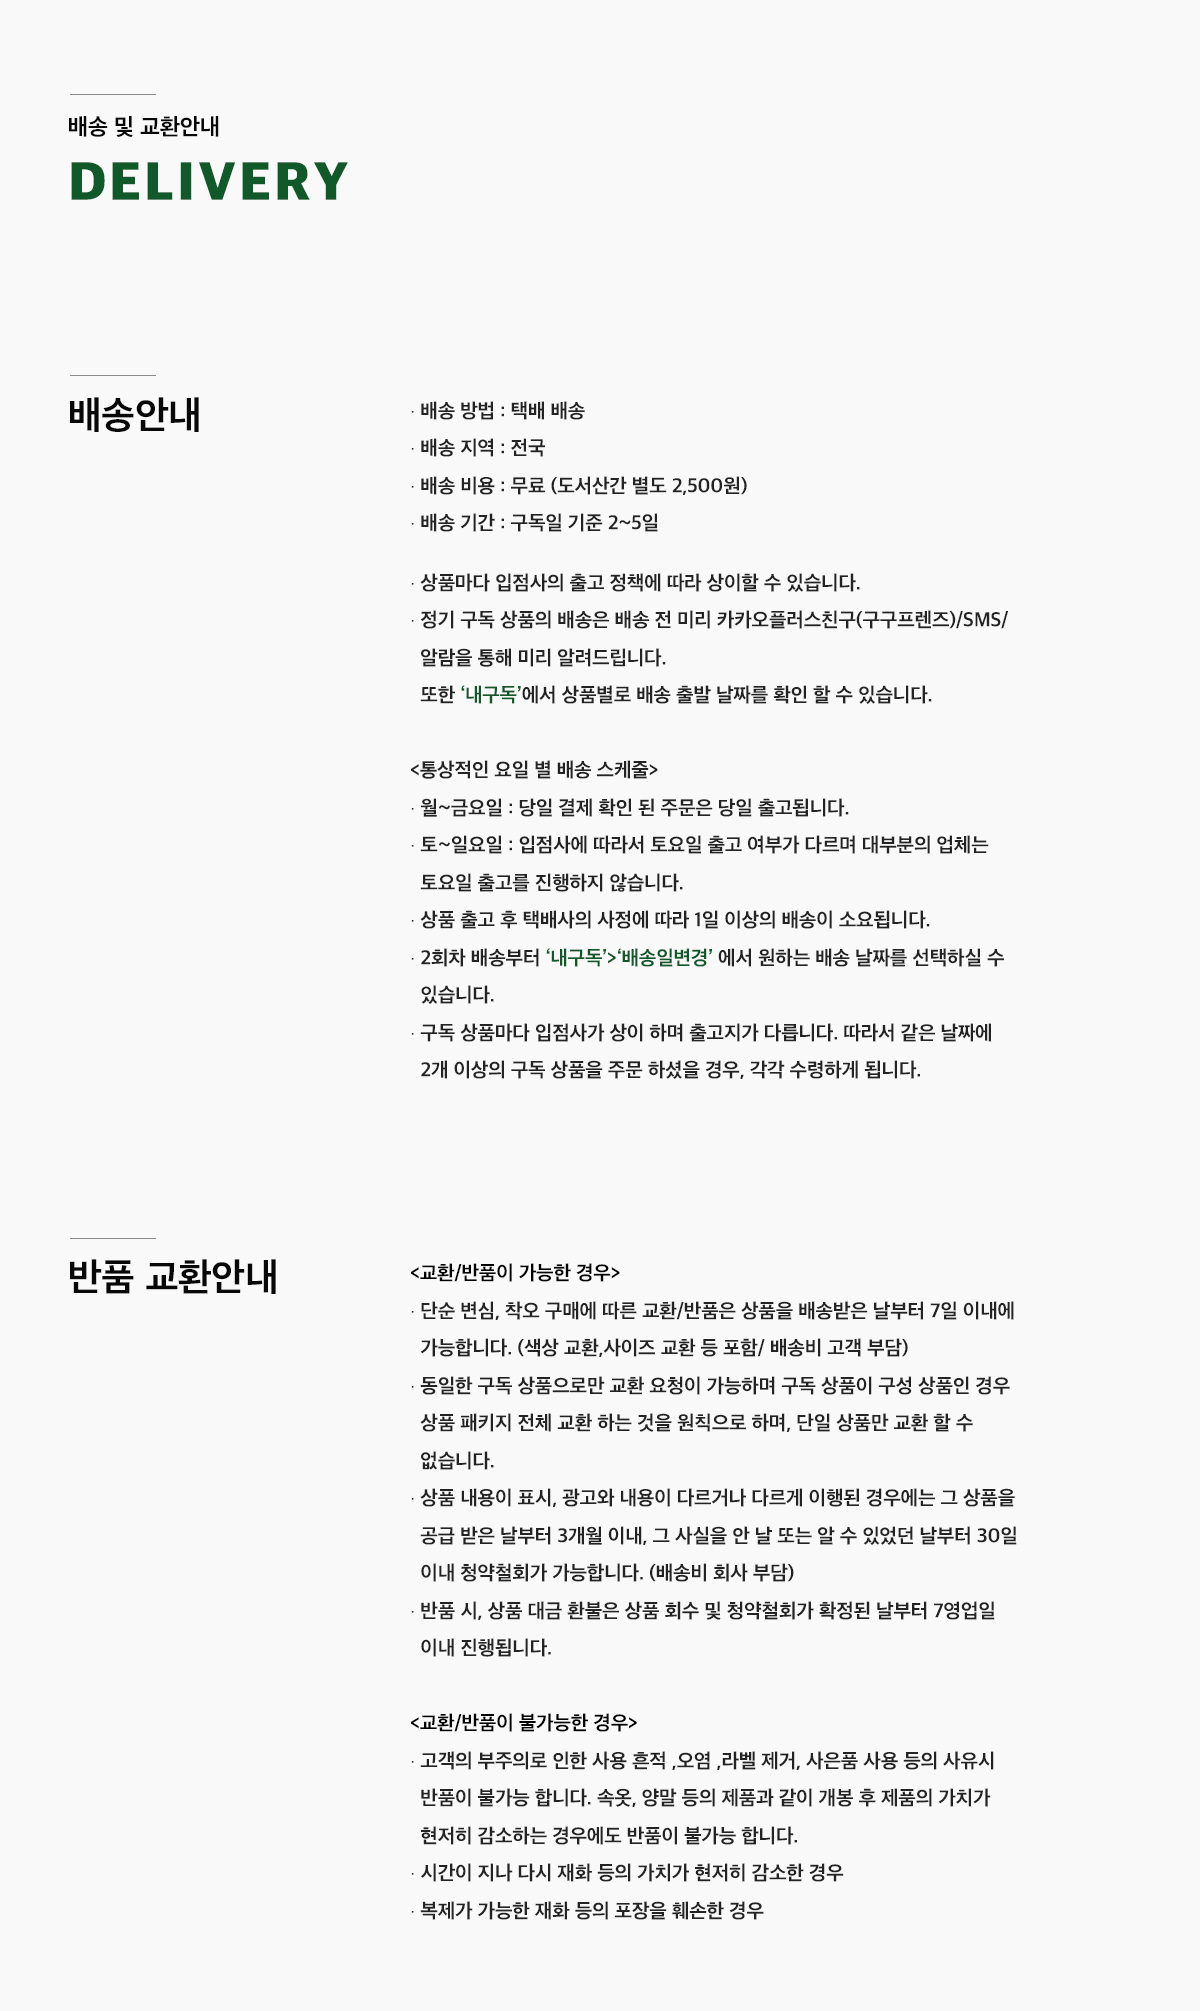 배송 및 교환안내
DELIVERY
배송안내
· 배송 방법 : 택배 배송
· 배송 지역 : 전국
· 배송 비용 : 무료 (도서산간 별도 2,500원)
· 배송 기간 : 구독일 기준 2~5일
· 상품마다 입점사의 출고 정책에 따라 상이할 수 있습니다.
· 정기 구독 상품의 배송은 배송 전 미리 카카오플러스친구(구구프렌즈)/SMS/
알람을 통해 미리 알려드립니다.
또한 ‘내구독’에서 상품별로 배송 출발 날짜를 확인 할 수 있습니다.
<통상적인 요일 별 배송 스케줄>
· 월~금요일 : 당일 결제 확인 된 주문은 당일 출고됩니다.
· 토~일요일 : 입점사에 따라서 토요일 출고 여부가 다르며 대부분의 업체는
토요일 출고를 진행하지 않습니다.
· 상품 출고 후 택배사의 사정에 따라 1일 이상의 배송이 소요됩니다.
· 2회차 배송부터 ‘내구독’>‘배송일변경’ 에서 원하는 배송 날짜를 선택하실 수
있습니다.
· 구독 상품마다 입점사가 상이 하며 출고지가 다릅니다. 따라서 같은 날짜에
2개 이상의 구독 상품을 주문 하셨을 경우, 각각 수령하게 됩니다.
반품 교환안내
<교환/반품이 가능한 경우>
· 단순 변심, 착오 구매에 따른 교환/반품은 상품을 배송받은 날부터 7일 이내에
가능합니다. (색상 교환,사이즈 교환 등 포함/ 배송비 고객 부담)
· 동일한 구독 상품으로만 교환 요청이 가능하며 구독 상품이 구성 상품인 경우
상품 패키지 전체 교환 하는 것을 원칙으로 하며, 단일 상품만 교환 할 수
없습니다.
· 상품 내용이 표시, 광고와 내용이 다르거나 다르게 이행된 경우에는 그 상품을
공급 받은 날부터 3개월 이내, 그 사실을 안 날 또는 알 수 있었던 날부터 30일
이내 청약철회가 가능합니다. (배송비 회사 부담)
· 반품 시, 상품 대금 환불은 상품 회수 및 청약철회가 확정된 날부터 7영업일
이내 진행됩니다.
<교환/반품이 불가능한 경우>
· 고객의 부주의로 인한 사용 흔적 ,오염 ,라벨 제거, 사은품 사용 등의 사유시
반품이 불가능 합니다. 속옷, 양말 등의 제품과 같이 개봉 후 제품의 가치가
현저히 감소하는 경우에도 반품이 불가능 합니다.
· 시간이 지나 다시 재화 등의 가치가 현저히 감소한 경우
· 복제가 가능한 재화 등의 포장을 훼손한 경우